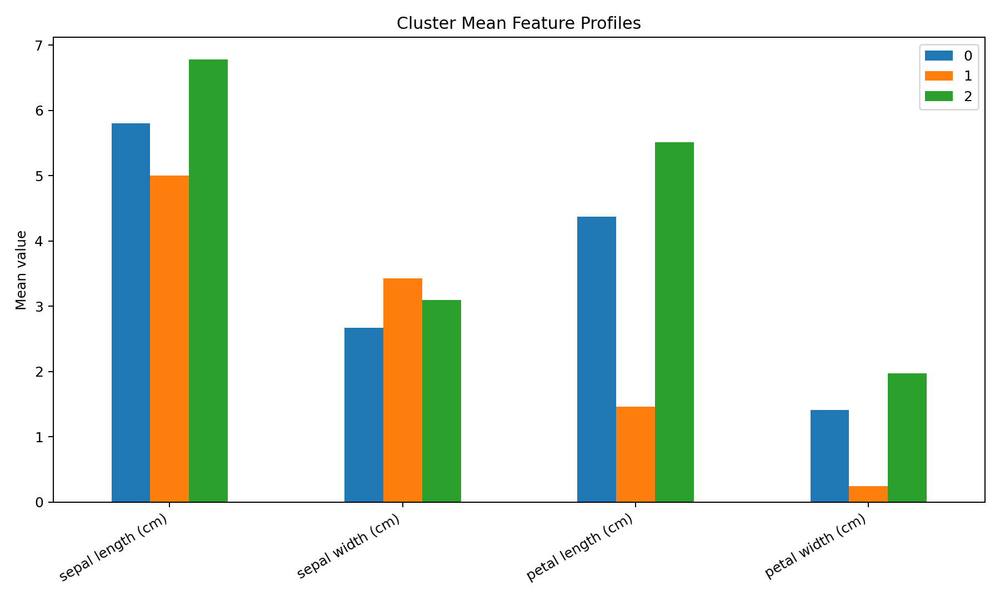 Cluster Mean Feature Profiles
7
6
5
4
3
2
1
0
Mean value
0
1
2
sepal length (cm)
sepal width (cm)
petal length (cm)
petal width (cm)